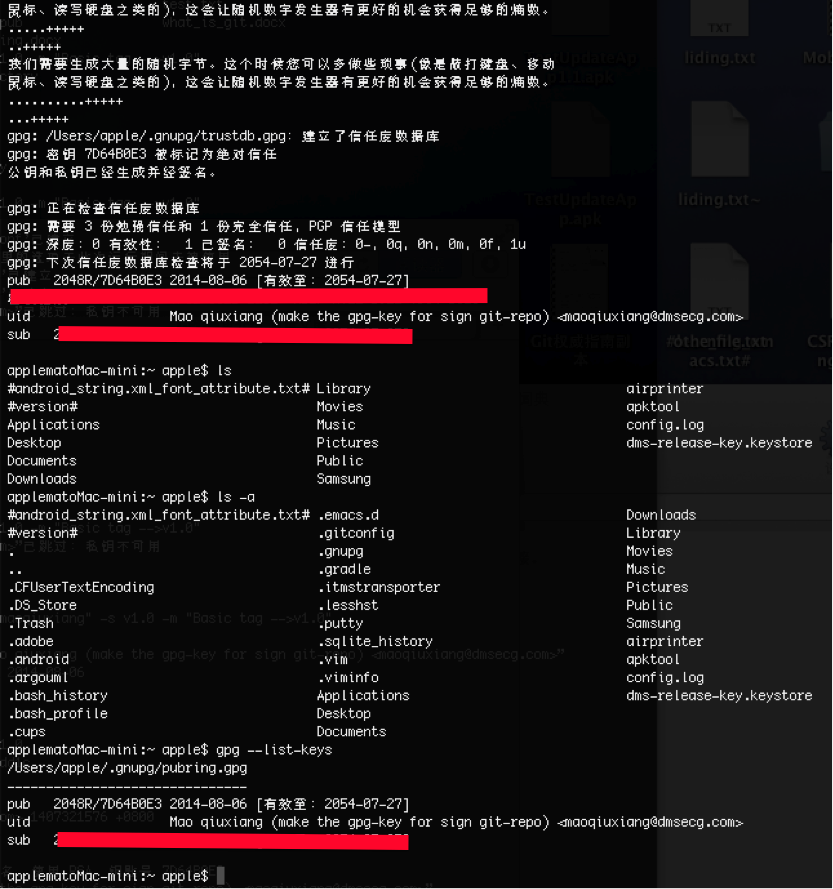 鼠标、读写硬盘之类的)，这会让随机数字发生器有更好的机会获得足够的熵数。
.....+++++
..+++++
我们需要生成大量的随机字节。这个时候您可以多做些琐事(像是敲打键盘、移动
鼠标、读写硬盘之类的)，这会让随机数字发生器有更好的机会获得足够的熵数。
..........+++++
...+++++
gpg: /Users/apple/.gnupg/trustdb.gpg: 建立了信任度数据库
gpg: 密钥 7D64B0E3 被标记为绝对信任
公钥和私钥已经生成并经签名。
gpg: 正在检查信任度数据库
gpg: 需要 3 份勉强信任和 1 份完全信任，PGP 信任模型
gpg: 深度：0 有效性：  1 已签名：  0 信任度：0-, 0q, 0n, 0m, 0f, 1u
gpg: 下次信任度数据库检查将于 2054-07-27 进行
pub   2048R/7D64B0E3 2014-08-06 [有效至：2054-07-27]
uid                  Mao qiuxiang (make the gpg-key for sign git-repo) <maoqiuxiang@dmsecg.com>
sub   2
applematoMac-mini:~ apple$ ls
#android_string.xml_font_attribute.txt# Library airprinter
#version# Movies apktool
Applications Music config.log
Desktop Pictures dms-release-key.keystore
Documents Public
Downloads Samsung
applematoMac-mini:~ apple$ ls -a
#android_string.xml_font_attribute.txt# .emacs.d Downloads
#version# .gitconfig Library
. .gnupg Movies
.. .gradle Music
.CFUserTextEncoding .itmstransporter Pictures
.DS_Store .lesshst Public
.Trash .putty Samsung
.adobe .sqlite_history airprinter
.android .vim apktool
.argouml .viminfo config.log
.bash_history Applications dms-release-key.keystore
.bash_profile Desktop
.cups Documents
applematoMac-mini:~ apple$ gpg --list-keys
/Users/apple/.gnupg/pubring.gpg
-------------------------------
pub   2048R/7D64B0E3 2014-08-06 [有效至：2054-07-27]
uid                  Mao qiuxiang (make the gpg-key for sign git-repo) <maoqiuxiang@dmsecg.com>
sub   2
applematoMac-mini:~ apple$
what_is_git.docx
TXT
liding.txt
TestUpdateAp
p.apk
liding.txt~